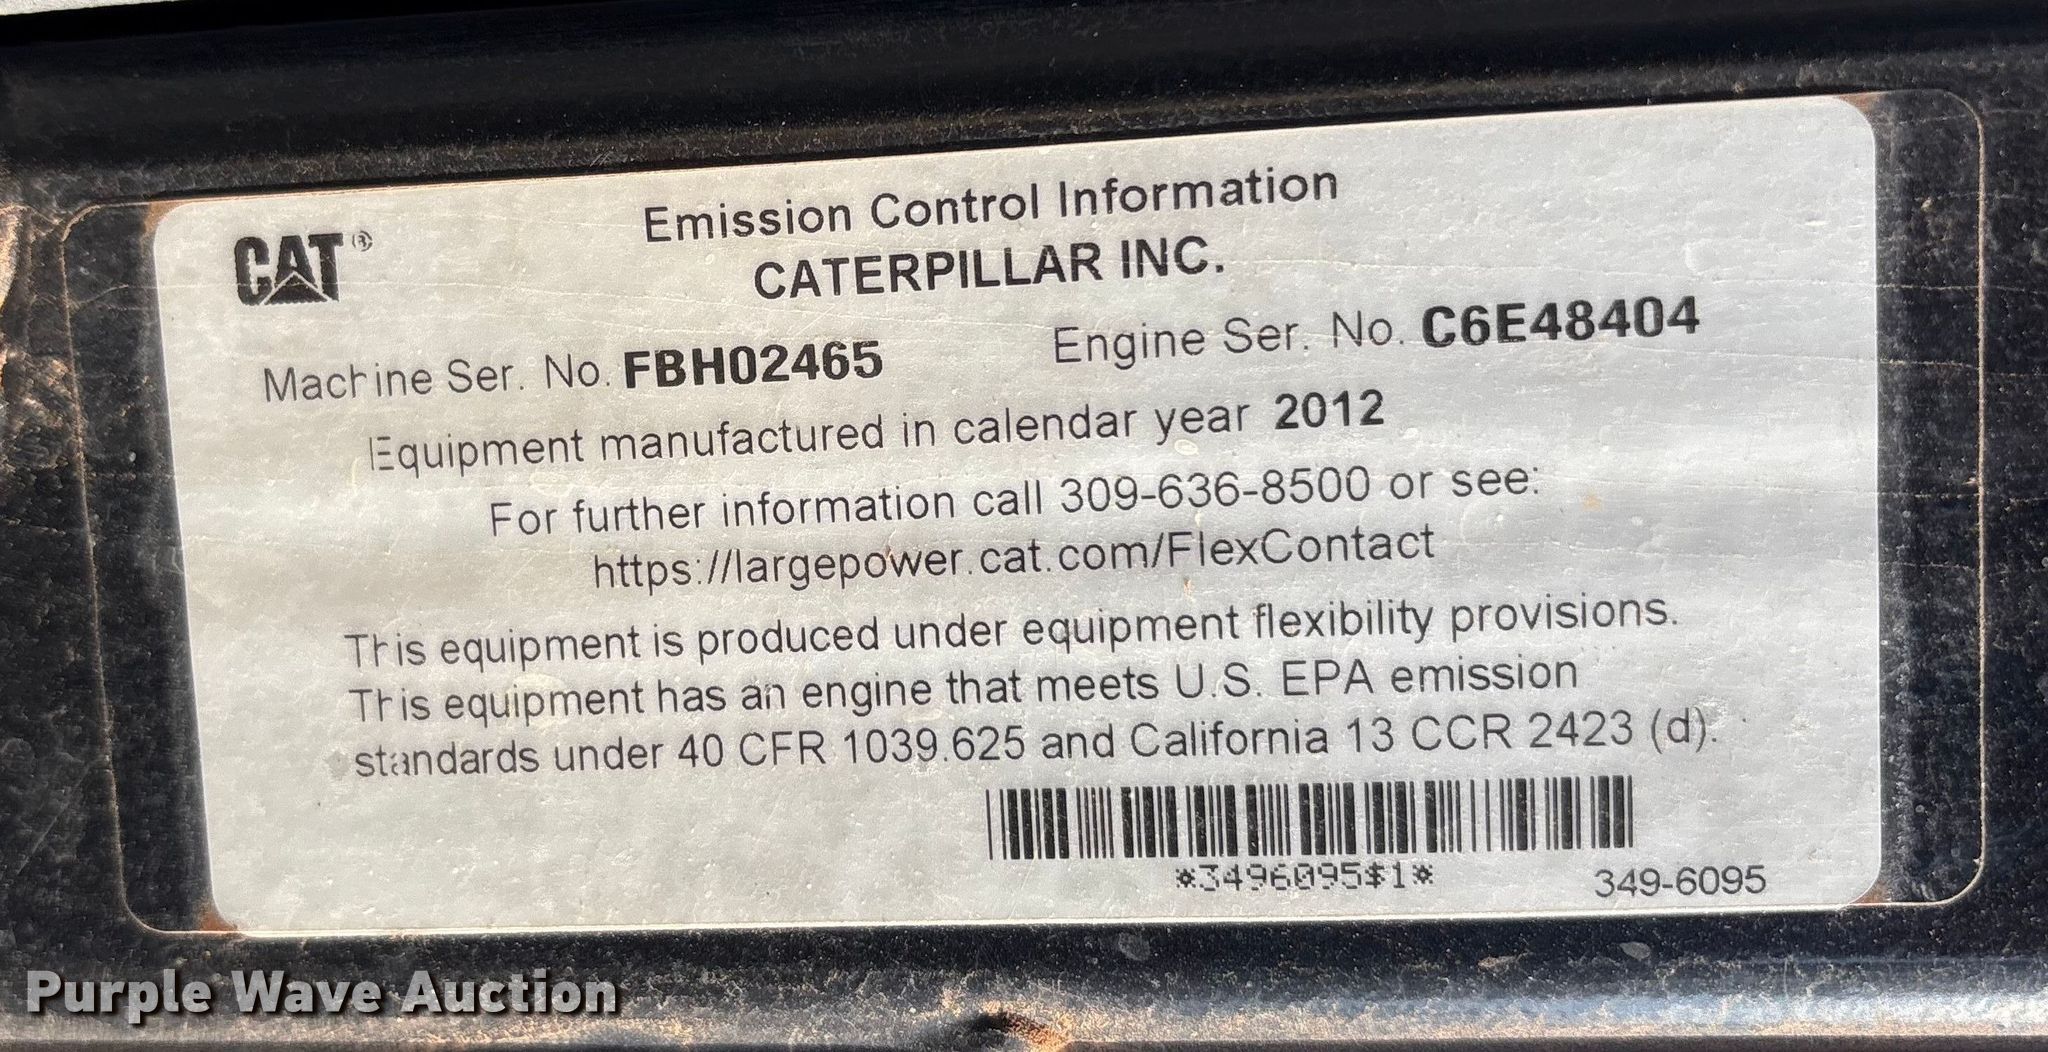 CAT®
Emission Control Information
CATERPILLAR INC.
Machine Ser. No. FBH02465 Engine Ser. No. C6E48404
Equipment manufactured in calendar year 2012
For further information call 309-636-8500 or see:
https://largepower.cat.com/FlexContact
This equipment is produced under equipment flexibility provisions.
This equipment has an engine that meets U.S. EPA emission
standards under 40 CFR 1039.625 and California 13 CCR 2423 (d).
*3496095$1* 349-6095
Purple Wave Auction